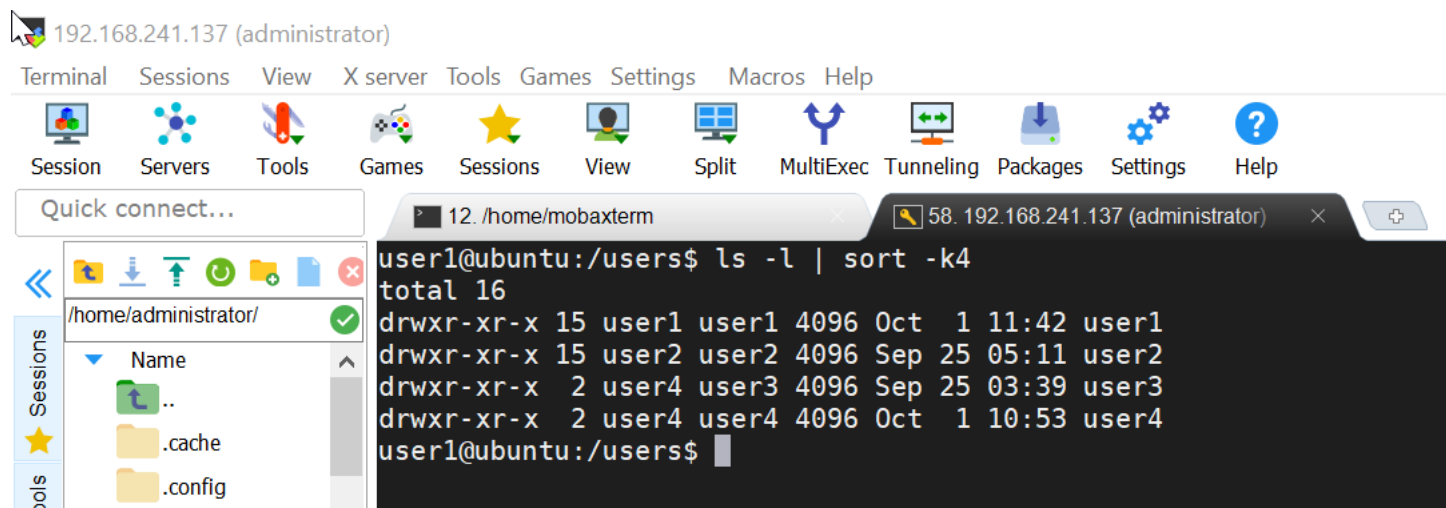 192.168.241.137 (administrator)
Terminal Sessions View X server Tools Games Settings Macros Help
Session Servers Tools Games Sessions View Split MultiExec Tunneling Packages Settings Help
Quick connect...
12. /home/mobaxterm
58. 192.168.241.137 (administrator)
/home/administrator/
Name
..
.cache
.config
Sessions
ools
user1@ubuntu:/users$ ls -l | sort -k4
total 16
drwxr-xr-x 15 user1 user1 4096 Oct  1 11:42 user1
drwxr-xr-x 15 user2 user2 4096 Sep 25 05:11 user2
drwxr-xr-x  2 user4 user3 4096 Sep 25 03:39 user3
drwxr-xr-x  2 user4 user4 4096 Oct  1 10:53 user4
user1@ubuntu:/users$